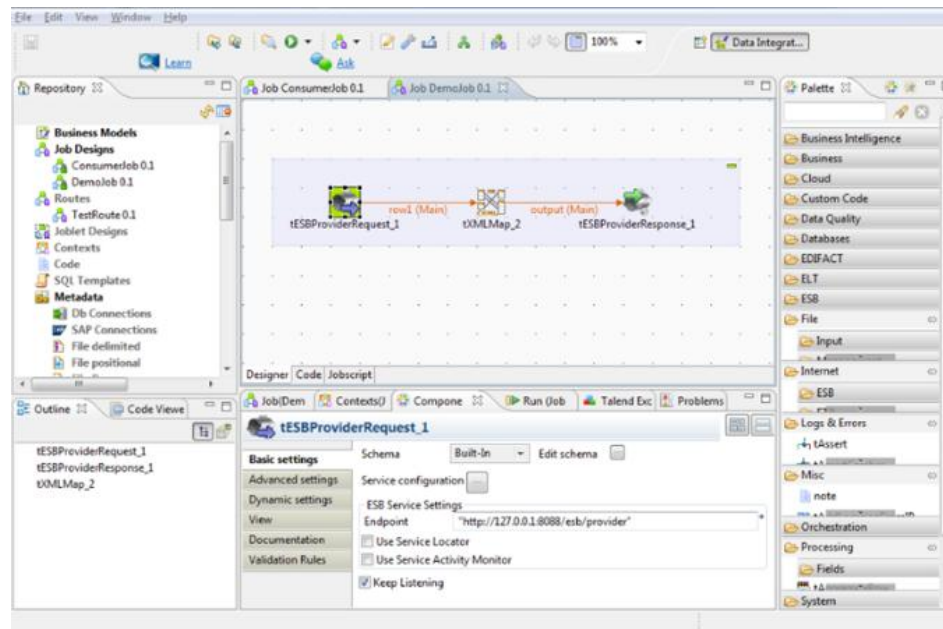 File Edit View Window Help
100%
Data Integrat...
Learn
Ask
Repository
Business Models
Job Designs
ConsumerJob 0.1
DemoJob 0.1
Routes
TestRoute 0.1
Joblet Designs
Contexts
Code
SQL Templates
Metadata
Db Connections
SAP Connections
File delimited
File positional
Outline Code Viewe
tESBProviderRequest_1
tESBProviderResponse_1
tXMLMap_2
Job ConsumerJob 0.1 Job DemoJob 0.1
row1 (Main) output (Main)
tESBProviderRequest_1 tXMLMap_2 tESBProviderResponse_1
Designer Code Jobscript
Job(Dem Contexts(J Compone Run (Job Talend Exc Problems
tESBProviderRequest_1
Basic settings
Advanced settings
Dynamic settings
View
Documentation
Validation Rules
Schema Built-In Edit schema ...
Service configuration ...
ESB Service Settings
Endpoint "http://127.0.0.1:8088/esb/provider" *
Use Service Locator
Use Service Activity Monitor
Keep Listening
Palette
Business Intelligence
Business
Cloud
Custom Code
Data Quality
Databases
EDIFACT
ELT
ESB
File
Input
Internet
ESB
Logs & Errors
tAssert
Misc
note
Orchestration
Processing
Fields
System